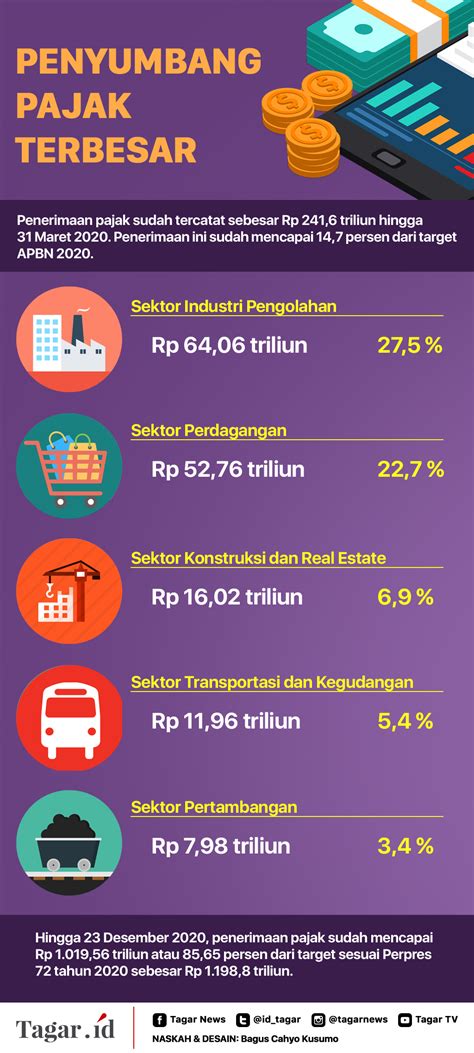 PENYUMBANG
PAJAK
TERBESAR
Penerimaan pajak sudah tercatat sebesar Rp 241,6 triliun hingga
31 Maret 2020. Penerimaan ini sudah mencapai 14,7 persen dari target
APBN 2020.
Sektor Industri Pengolahan
Rp 64,06 triliun 27,5 %
Sektor Perdagangan
Rp 52,76 triliun 22,7 %
Sektor Konstruksi dan Real Estate
Rp 16,02 triliun 6,9 %
Sektor Transportasi dan Kegudangan
Rp 11,96 triliun 5,4 %
Sektor Pertambangan
Rp 7,98 triliun 3,4 %
Hingga 23 Desember 2020, penerimaan pajak sudah mencapai
Rp 1.019,56 triliun atau 85,65 persen dari target sesuai Perpres
72 tahun 2020 sebesar Rp 1.198,8 triliun.
Tagar.id
Tagar News @id_tagar @tagarnews Tagar TV
NASKAH & DESAIN: Bagus Cahyo Kusumo